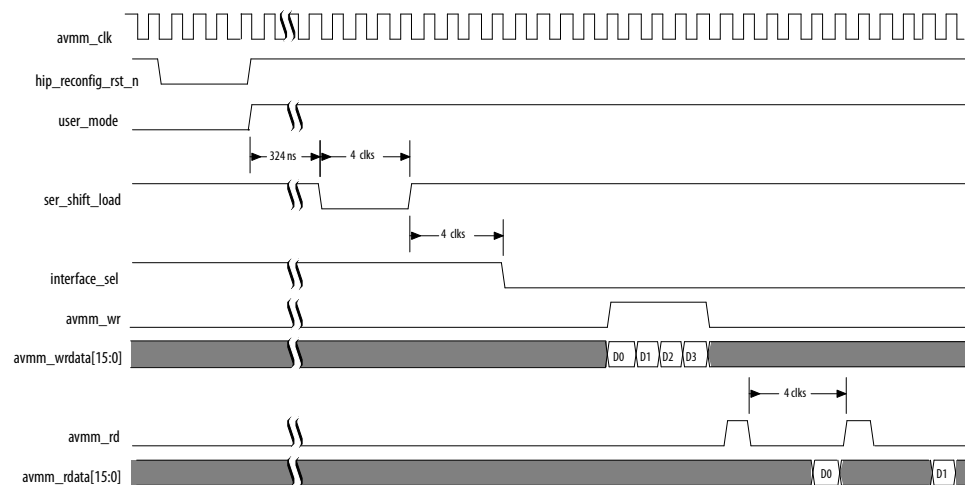 avmm_clk
hip_reconfig_rst_n
user_mode
324 ns 4 clks
ser_shift_load
4 clks
interface_sel
avmm_wr
avmm_wrdata[15:0] D0 D1 D2 D3
4 clks
avmm_rd
avmm_rdata[15:0] D0 D1